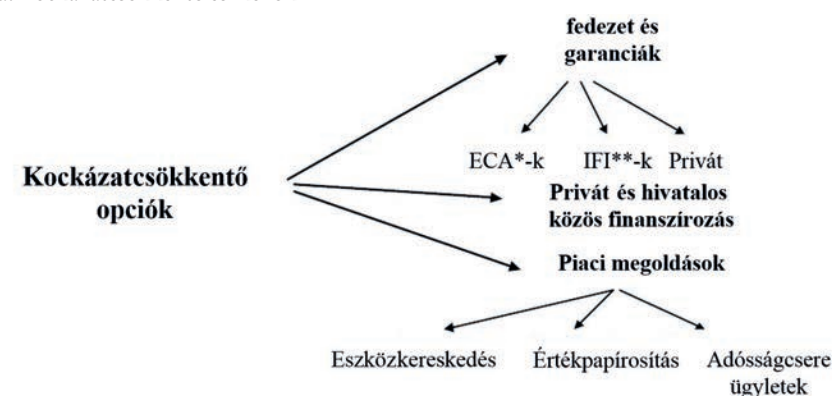 fedezet és
garanciák
ECA*-k IFI**-k Privát
Kockázatcsökkentő
opciók
Privát és hivatalos
közös finanszírozás
Piaci megoldások
Eszközkereskedés Értékpapírosítás Adósságcsere
ügyletek